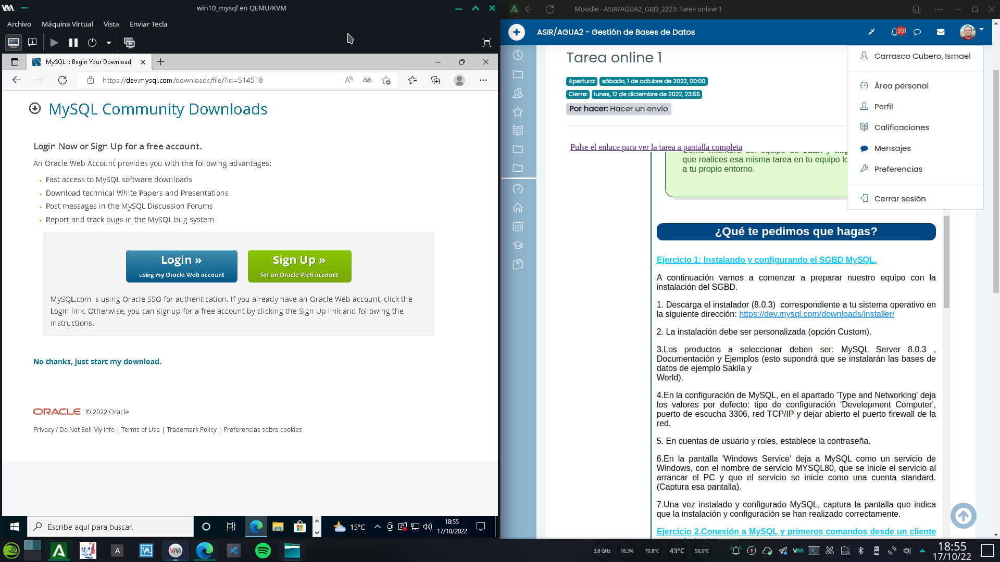 win10_mysql en QEMU/KVM
Archivo Máquina Virtual Vista Enviar Tecla
MySQL :: Begin Your Download
https://dev.mysql.com/downloads/file/?id=514518
MySQL Community Downloads
Login Now or Sign Up for a free account.
An Oracle Web Account provides you with the following advantages:
Fast access to MySQL software downloads
Download technical White Papers and Presentations
Post messages in the MySQL Discussion Forums
Report and track bugs in the MySQL bug system
Login »
using my Oracle Web account
Sign Up »
for an Oracle Web account
MySQL.com is using Oracle SSO for authentication. If you already have an Oracle Web account, click the
Login link. Otherwise, you can signup for a free account by clicking the Sign Up link and following the
instructions.
No thanks, just start my download.
ORACLE © 2022 Oracle
Privacy / Do Not Sell My Info | Terms of Use | Trademark Policy | Preferencias sobre cookies
Escribe aquí para buscar.
15°C
18:55
17/10/2022
Moodle - ASIR/AGUA2_GBD_2223: Tarea online 1
ASIR/AGUA2 - Gestión de Bases de Datos
391
Tarea online 1
Apertura: sábado, 1 de octubre de 2022, 00:00
Cierre: lunes, 12 de diciembre de 2022, 23:55
Por hacer: Hacer un envío
Pulse el enlace para ver la tarea a pantalla completa
que realices esa misma tarea en tu equipo lo
a tu propio entorno.
Carrasco Cubero, Ismael
Área personal
Perfil
Calificaciones
Mensajes
Preferencias
Cerrar sesión
¿Qué te pedimos que hagas?
Ejercicio 1: Instalando y configurando el SGBD MySQL.
A continuación vamos a comenzar a preparar nuestro equipo con la
instalación del SGBD.
1. Descarga el instalador (8.0.3) correspondiente a tu sistema operativo en
la siguiente dirección: https://dev.mysql.com/downloads/installer/
2. La instalación debe ser personalizada (opción Custom).
3.Los productos a seleccionar deben ser: MySQL Server 8.0.3 ,
Documentación y Ejemplos (esto supondrá que se instalarán las bases de
datos de ejemplo Sakila y
World).
4.En la configuración de MySQL, en el apartado 'Type and Networking' deja
los valores por defecto: tipo de configuración 'Development Computer',
puerto de escucha 3306, red TCP/IP y dejar abierto el puerto firewall de la
red.
5. En cuentas de usuario y roles, establece la contraseña.
6.En la pantalla 'Windows Service' deja a MySQL como un servicio de
Windows, con el nombre de servicio MYSQL80, que se inicie el servicio al
arrancar el PC y que el servicio se inicie como una cuenta standard.
(Captura esa pantalla).
7.Una vez instalado y configurado MySQL, captura la pantalla que indica
que la instalación y configuración se han realizado correctamente.
Ejercicio 2.Conexión a MySQL y primeros comandos desde un cliente
3,8 GHz 18,3% 70,8°C 43°C 50,0°C
86%
18:55
17/10/22